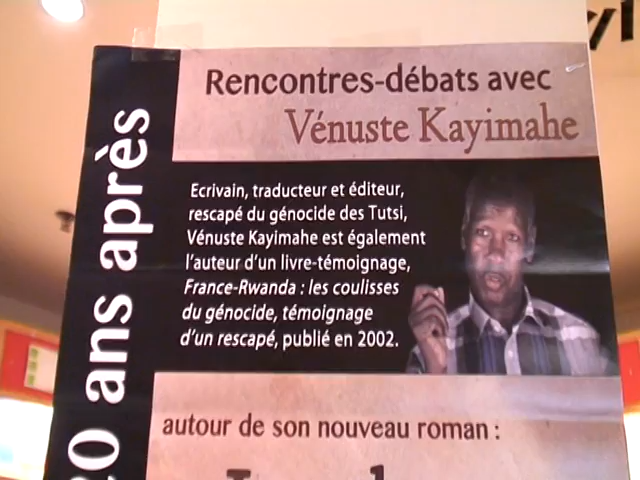 Rencontres-débats avec
Vénuste Kayimahe
Ecrivain, traducteur et éditeur,
rescapé du génocide des Tutsi,
Vénuste Kayimahe est également
l'auteur d'un livre-témoignage,
France-Rwanda : les coulisses
du génocide, témoignage
d'un rescapé, publié en 2002.
autour de son nouveau roman :
20 ans après